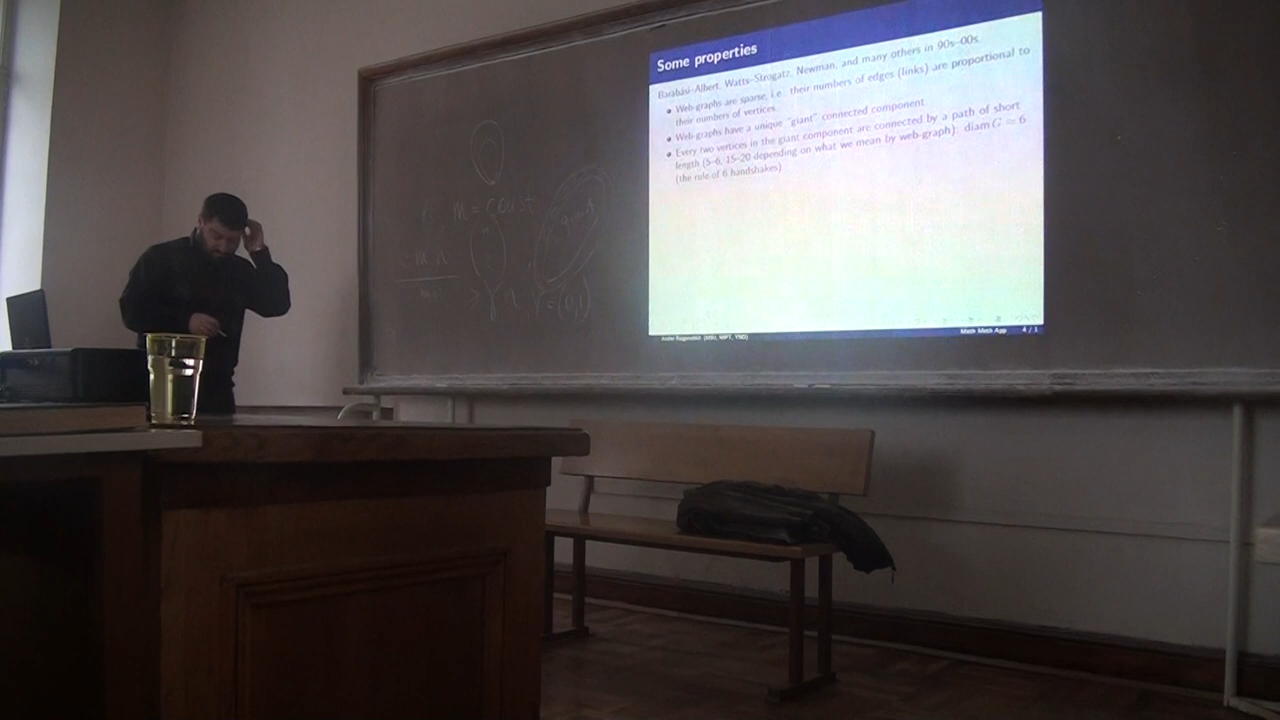 Some properties
Barabási–Albert, Watts–Strogatz, Newman, and many others in 90s–00s.
• Web-graphs are sparse, i.e., their numbers of edges (links) are proportional to
their numbers of vertices.
• Web-graphs have a unique "giant" connected component.
• Every two vertices in the giant component are connected by a path of short
length (5–6, 15–20 depending on what we mean by web-graph): diam G ≈ 6
(the rule of 6 handshakes)
m = const
Math Meth App 4 / 1